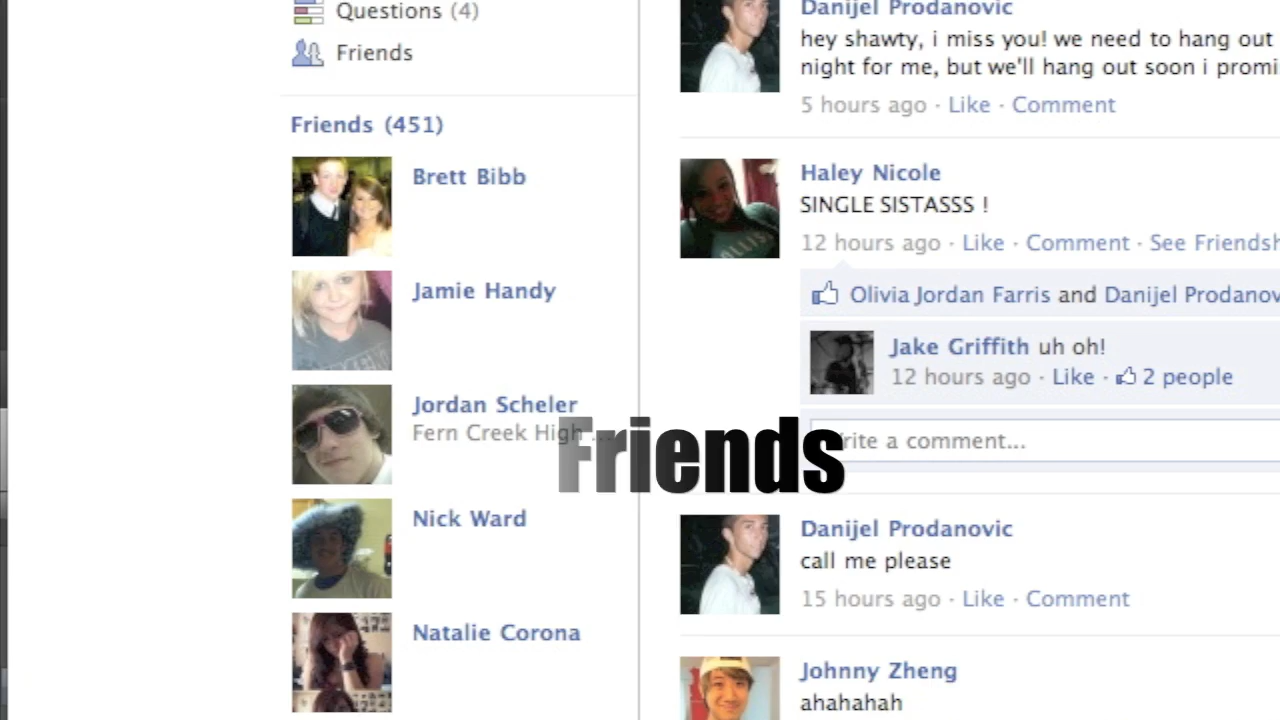 Questions (4)
Friends
Friends (451)
Brett Bibb
Jamie Handy
Jordan Scheler
Fern Creek High ...
Nick Ward
Natalie Corona
Danijel Prodanovic
hey shawty, i miss you! we need to hang out
night for me, but we'll hang out soon i promi
5 hours ago · Like · Comment
Haley Nicole
SINGLE SISTASSS !
12 hours ago · Like · Comment · See Friendsh
Olivia Jordan Farris and Danijel Prodanov
Jake Griffith uh oh!
12 hours ago · Like · 2 people
rite a comment...
Friends
Danijel Prodanovic
call me please
15 hours ago · Like · Comment
Johnny Zheng
ahahahah